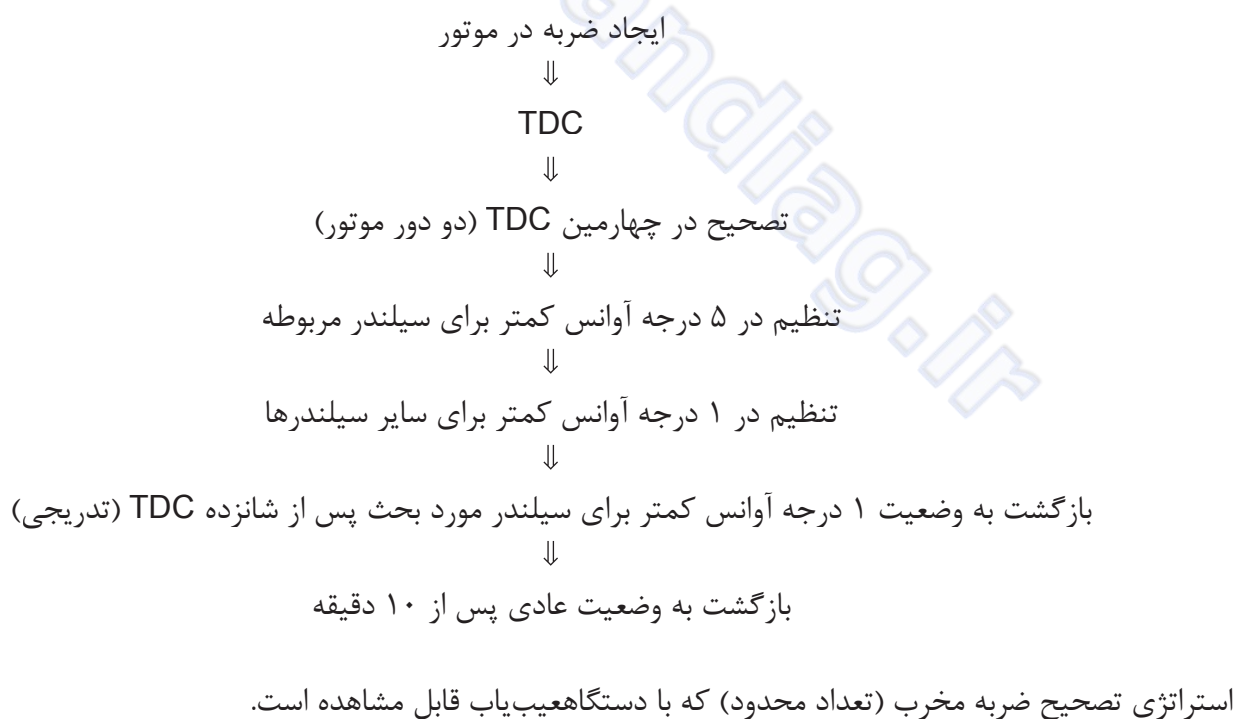 ایجاد ضربه در موتور
⇓
TDC
⇓
تصحیح در چهارمین TDC (دو دور موتور)
⇓
تنظیم در ۵ درجه آوانس کمتر برای سیلندر مربوطه
⇓
تنظیم در ۱ درجه آوانس کمتر برای سایر سیلندرها
⇓
بازگشت به وضعیت ۱ درجه آوانس کمتر برای سیلندر مورد بحث پس از شانزده TDC (تدریجی)
⇓
بازگشت به وضعیت عادی پس از ۱۰ دقیقه
استراتژی تصحیح ضربه مخرب (تعداد محدود) که با دستگاهعیب‌یاب قابل مشاهده است.
andiag.ir